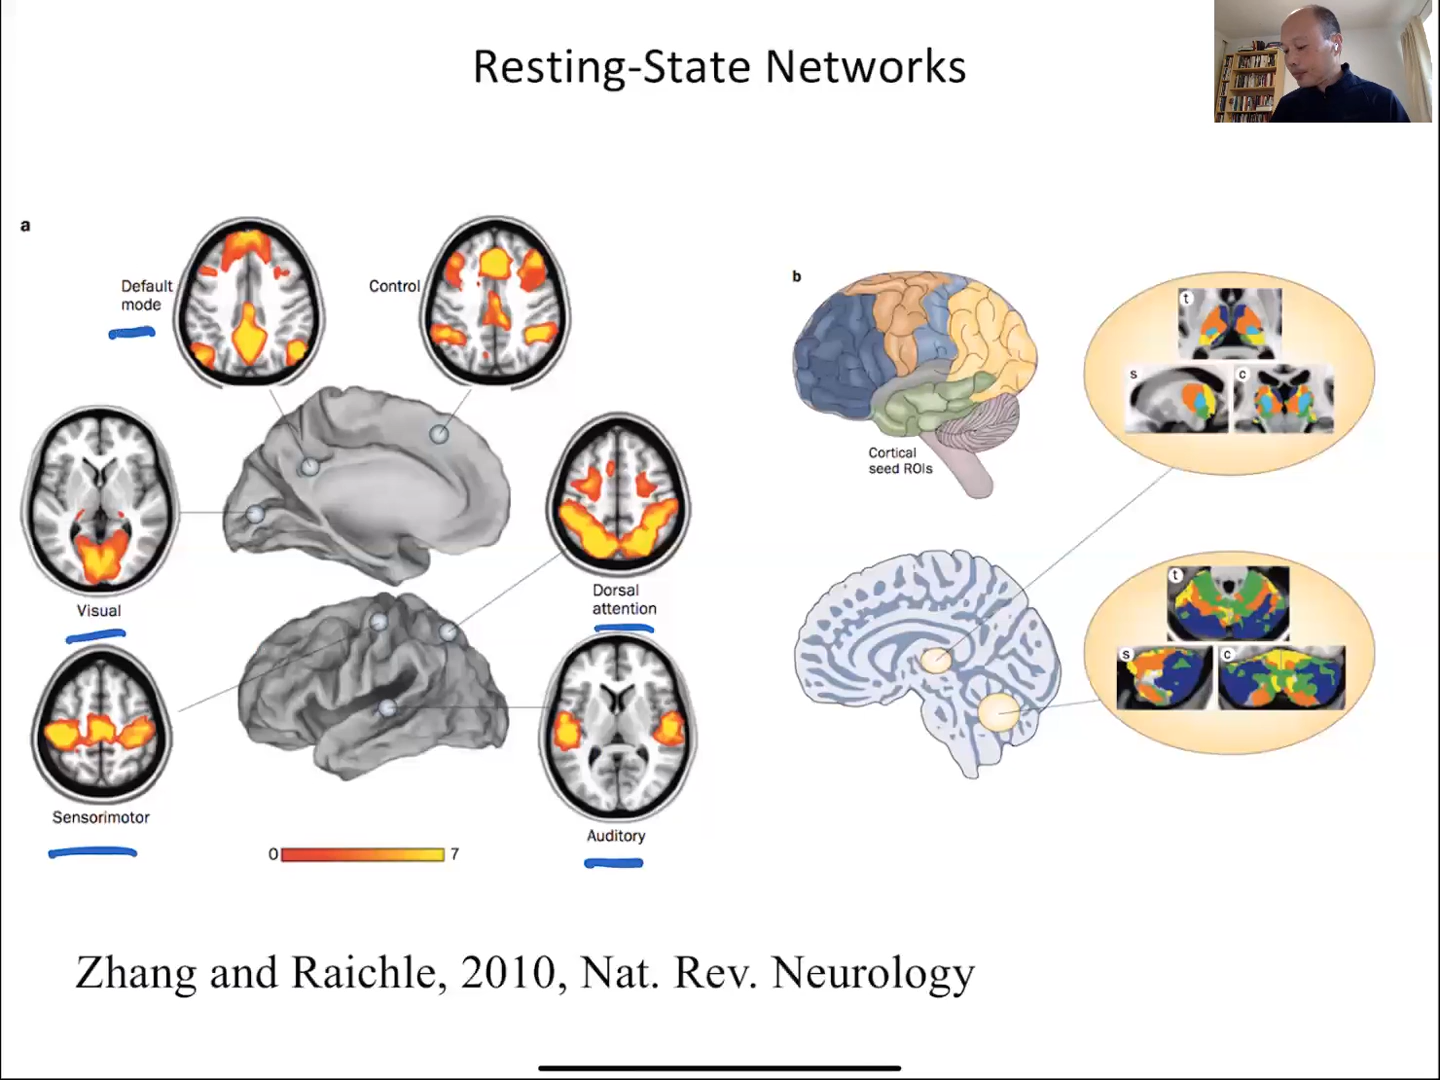 Resting-State Networks
a
Default
mode
Control
Visual
Dorsal
attention
Sensorimotor
Auditory
0
7
b
Cortical
seed ROIs
t
s
c
t
s
c
Zhang and Raichle, 2010, Nat. Rev. Neurology